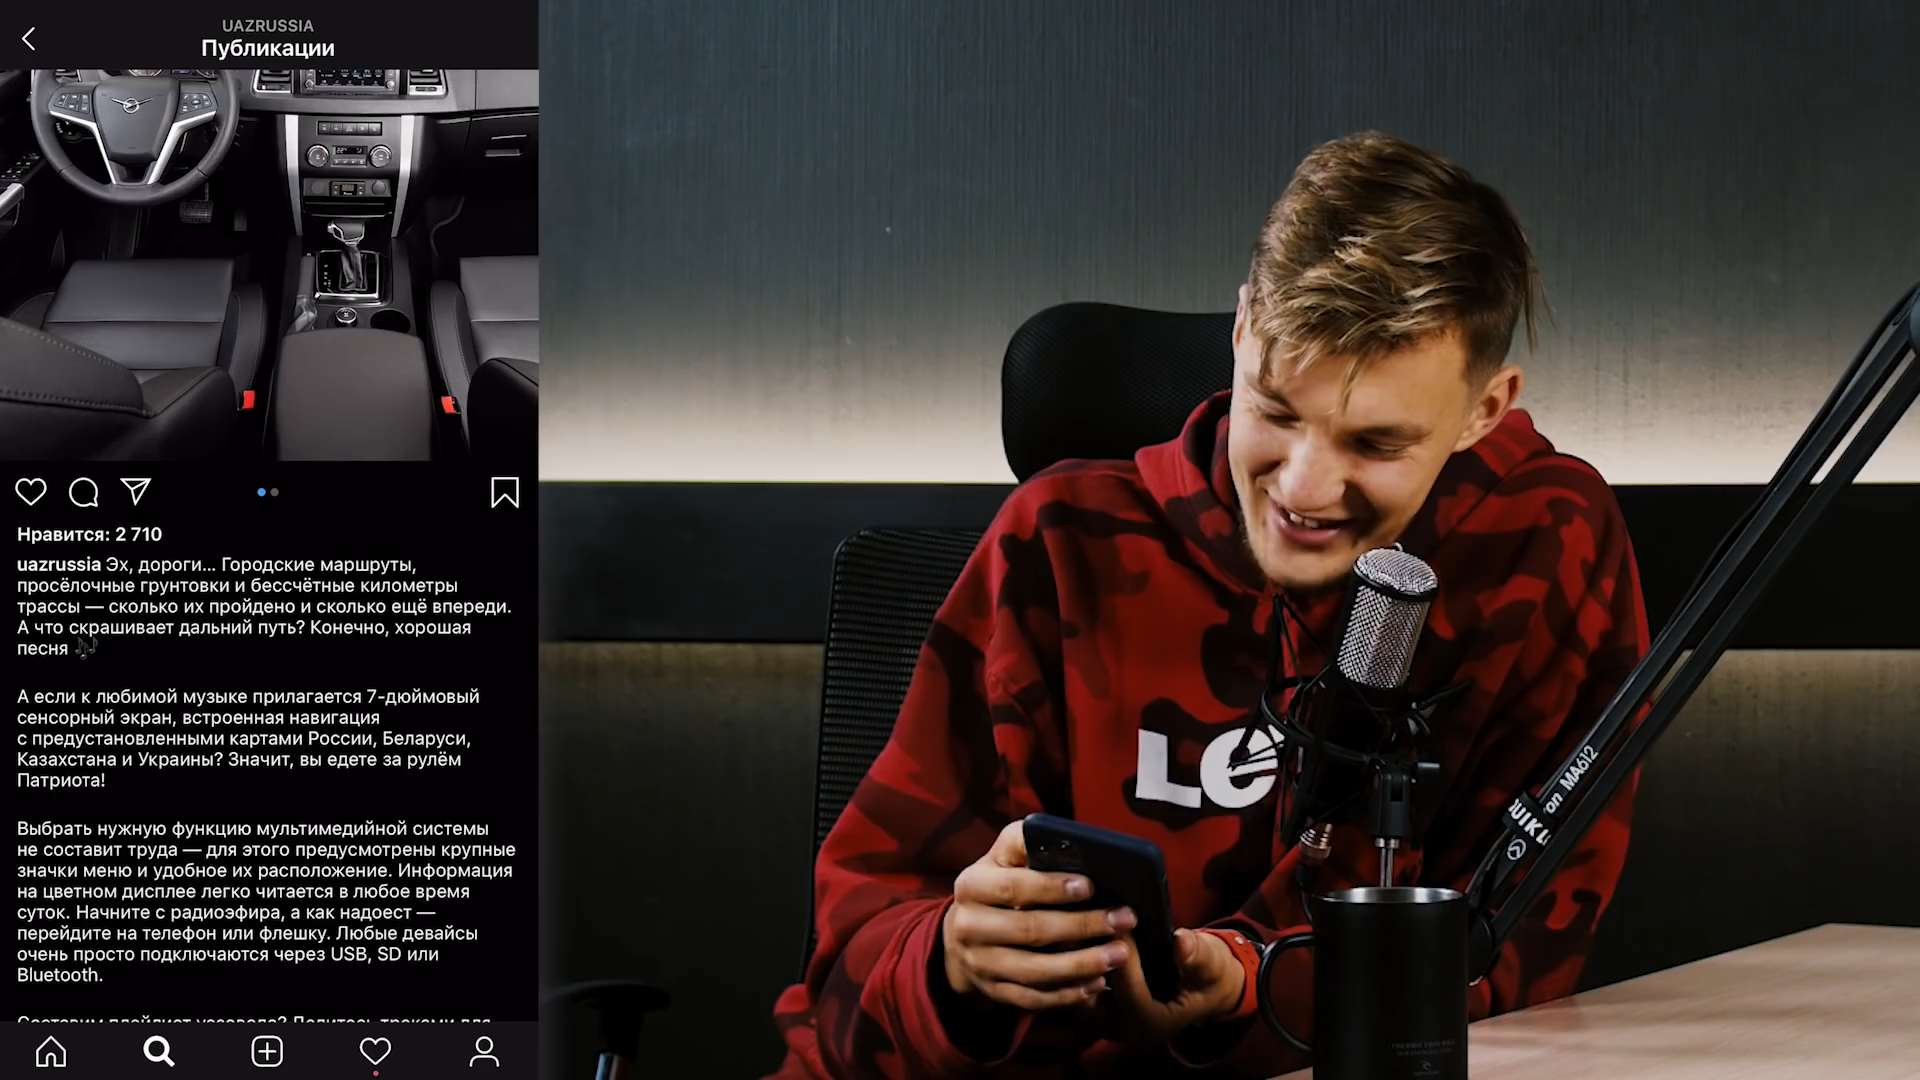 UAZRUSSIA
Публикации
Нравится: 2 710
uazrussia Эх, дороги... Городские маршруты,
просёлочные грунтовки и бессчётные километры
трассы — сколько их пройдено и сколько ещё впереди.
А что скрашивает дальний путь? Конечно, хорошая
песня 🎶
А если к любимой музыке прилагается 7-дюймовый
сенсорный экран, встроенная навигация
с предустановленными картами России, Беларуси,
Казахстана и Украины? Значит, вы едете за рулём
Патриота!
Выбрать нужную функцию мультимедийной системы
не составит труда — для этого предусмотрены крупные
значки меню и удобное их расположение. Информация
на цветном дисплее легко читается в любое время
суток. Начните с радиоэфира, а как надоест —
перейдите на телефон или флешку. Любые девайсы
очень просто подключаются через USB, SD или
Bluetooth.
Le
on MA612